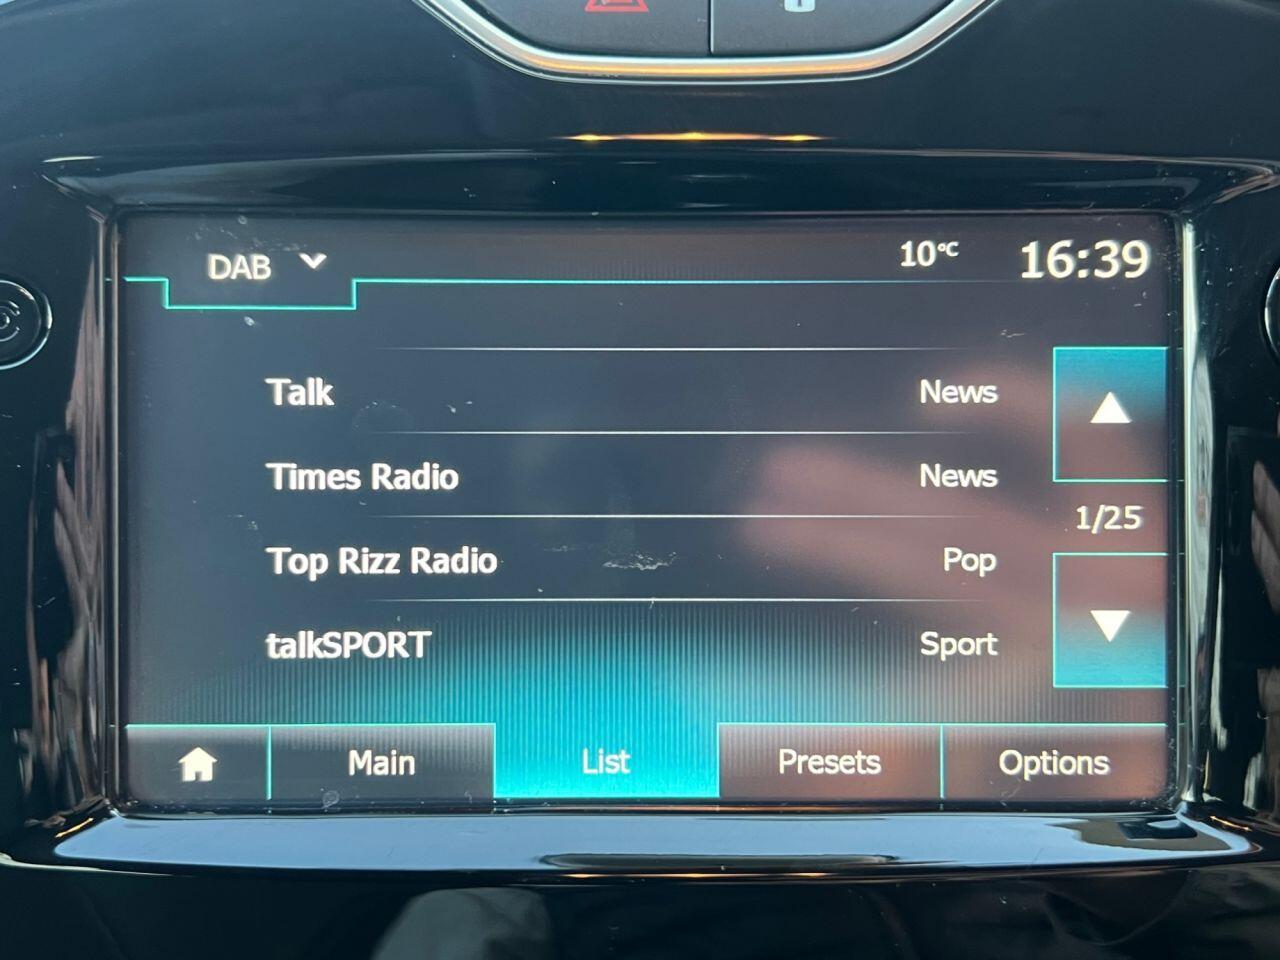 DAB 10°C 16:39
Talk News
Times Radio News
1/25
Top Rizz Radio Pop
talkSPORT Sport
Main List Presets Options